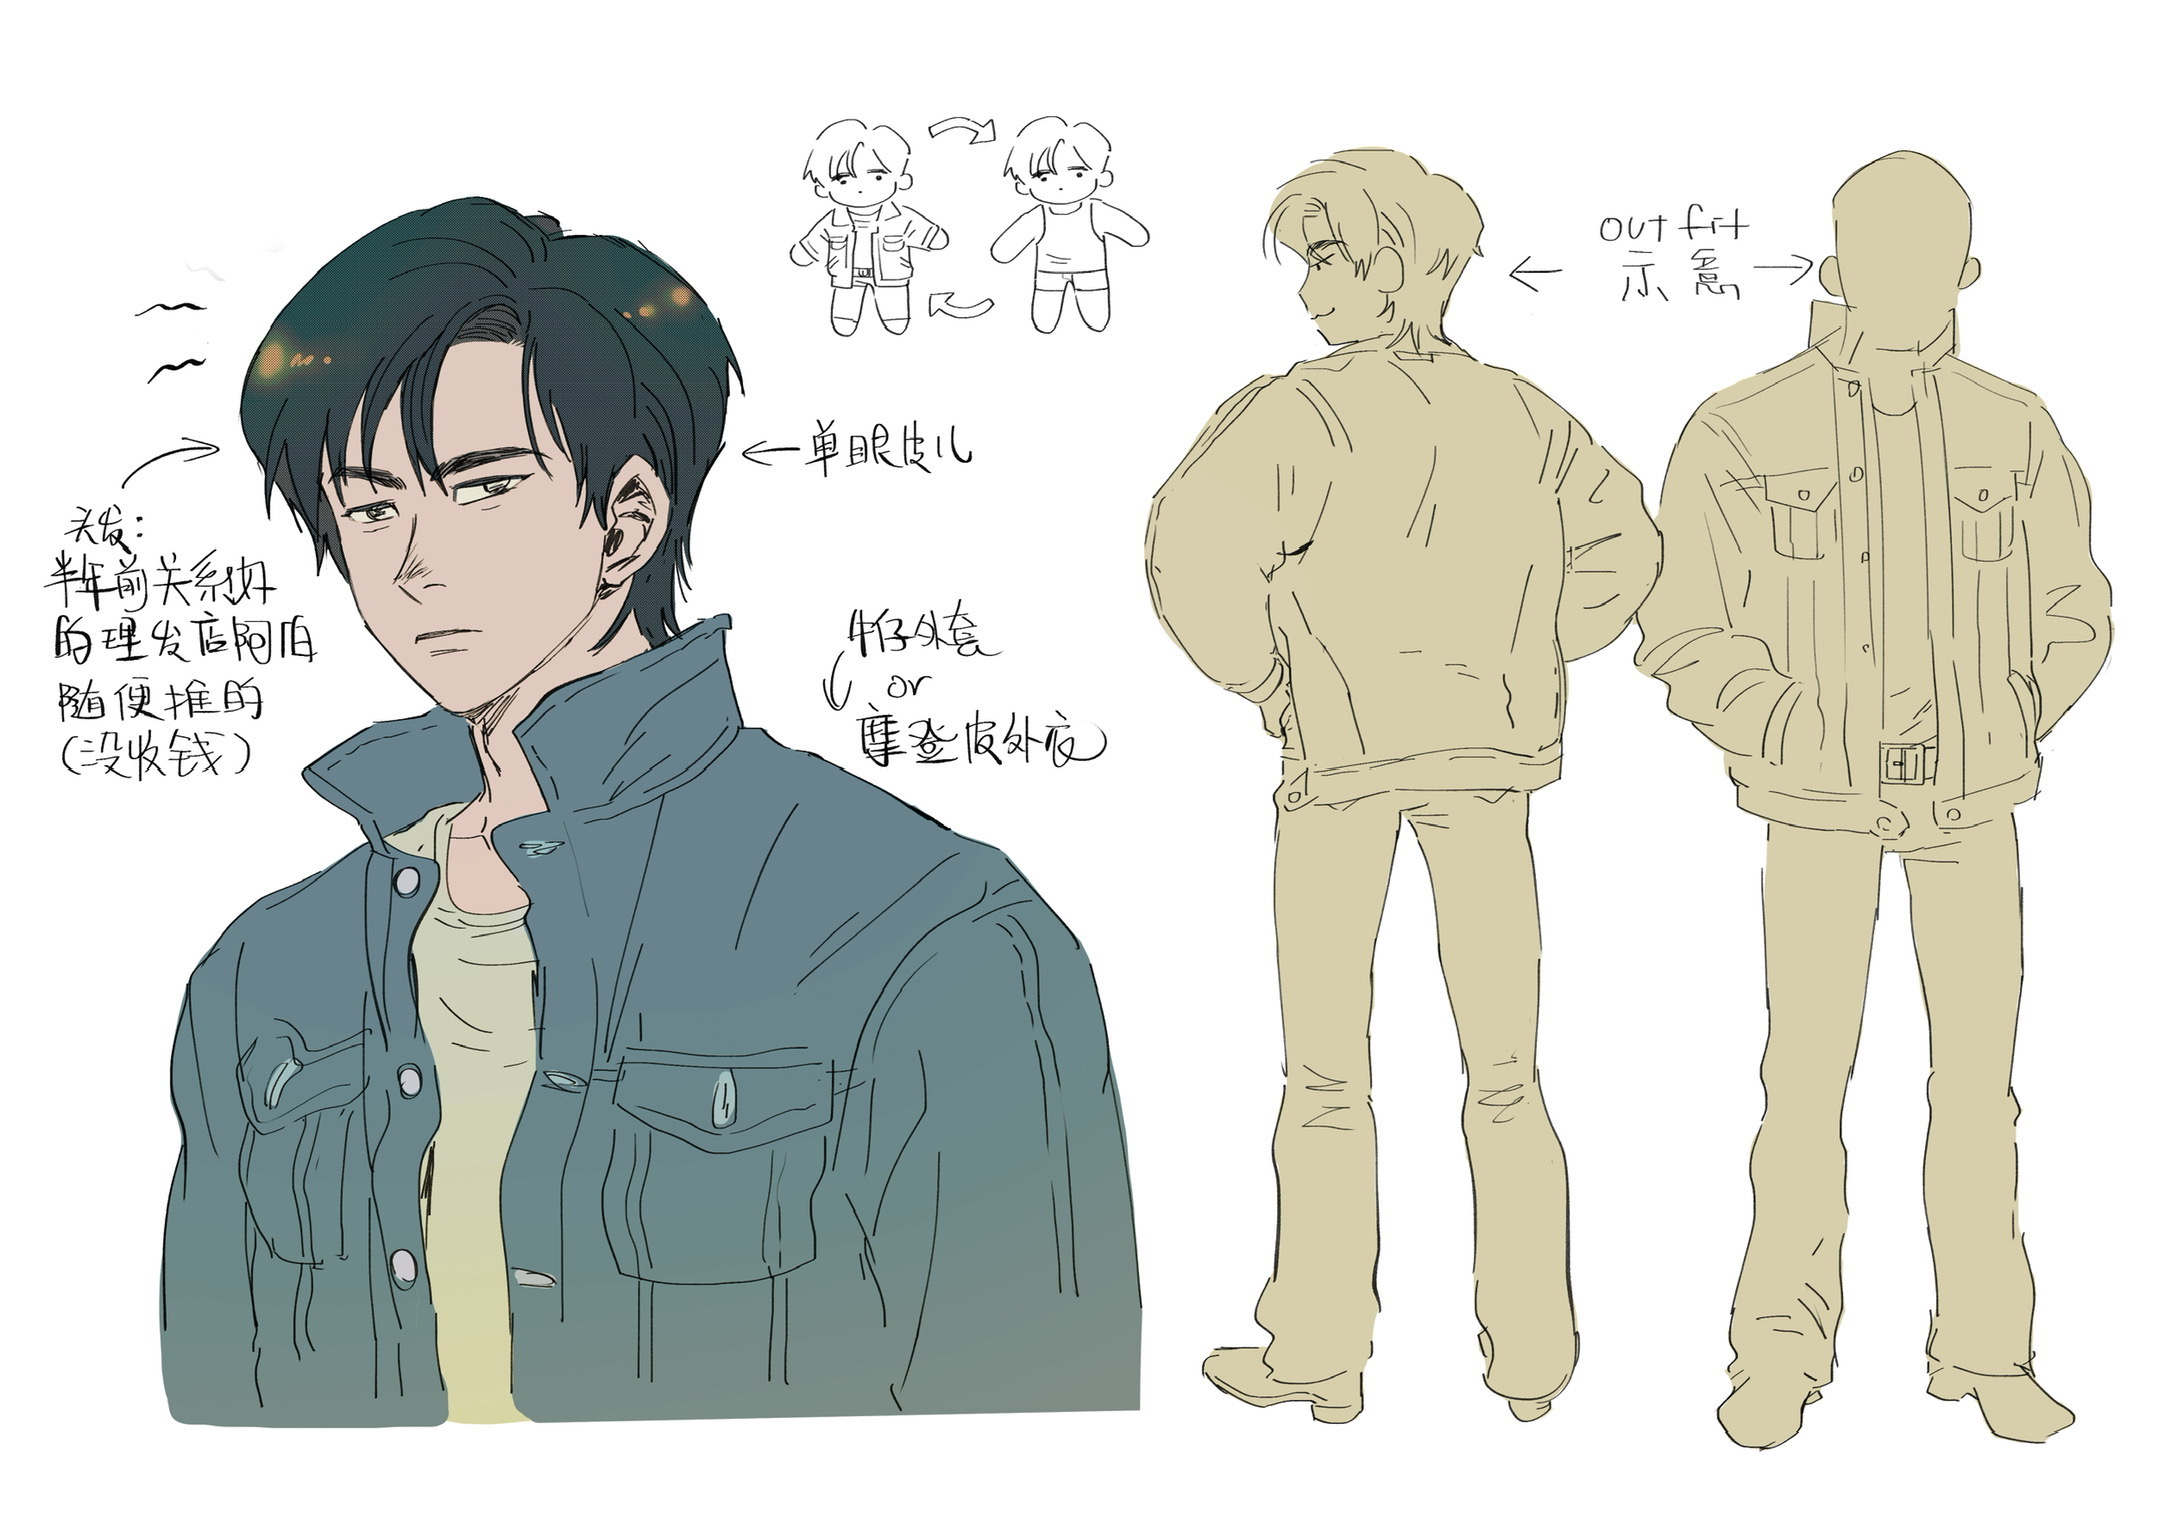 头发：
半年前关系好
的理发店阿伯
随便推的
（没收钱）
单眼皮儿
牛仔外套
or
摩登皮外衣
outfit
示意